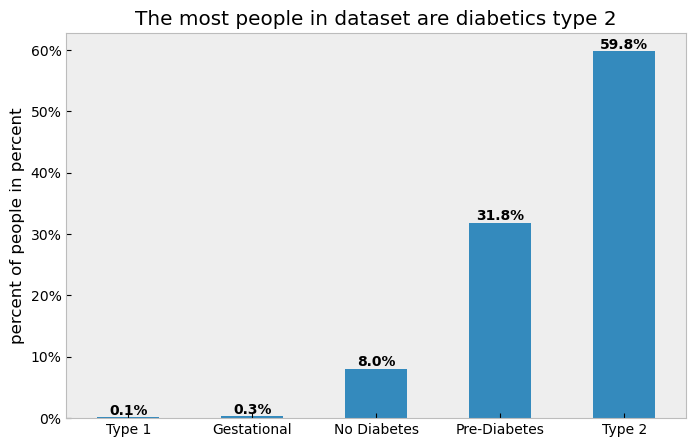 The most people in dataset are diabetics type 2
percent of people in percent
60%
50%
40%
30%
20%
10%
0%
0.1%
0.3%
8.0%
31.8%
59.8%
Type 1
Gestational
No Diabetes
Pre-Diabetes
Type 2